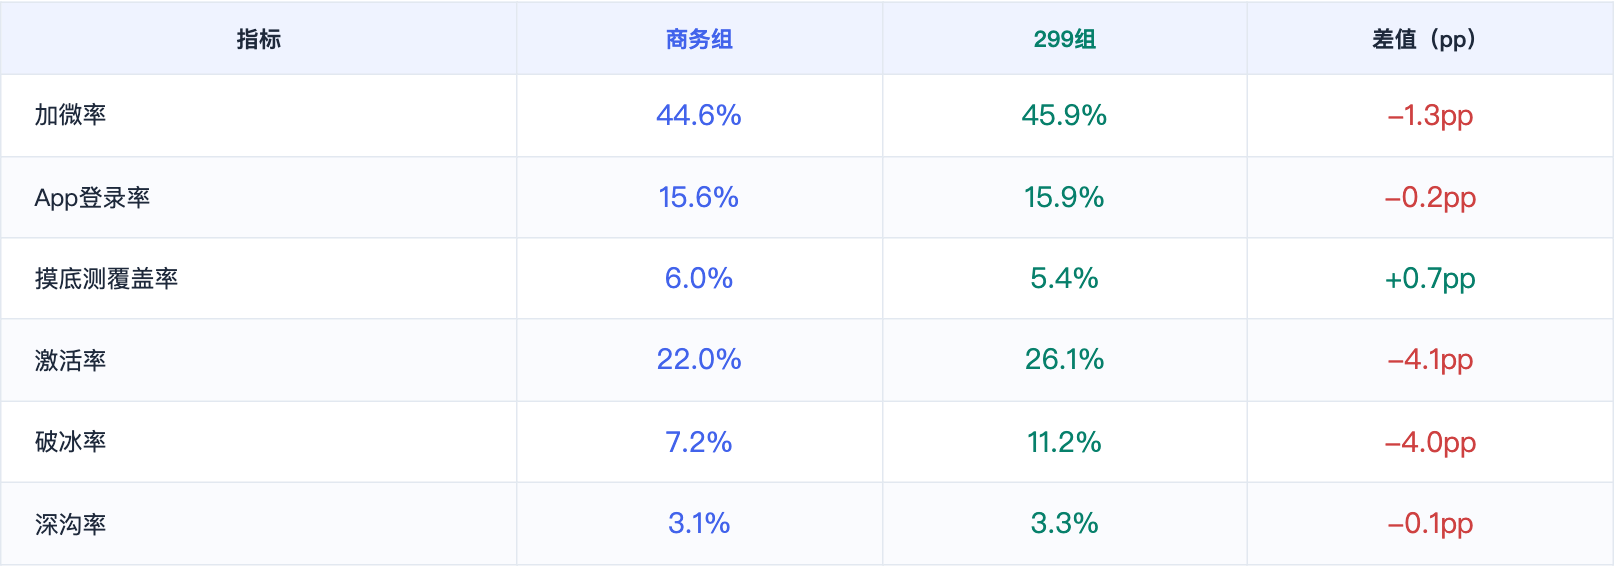 指标 商务组 299组 差值（pp）
加微率 44.6% 45.9% −1.3pp
App登录率 15.6% 15.9% −0.2pp
摸底测覆盖率 6.0% 5.4% +0.7pp
激活率 22.0% 26.1% −4.1pp
破冰率 7.2% 11.2% −4.0pp
深沟率 3.1% 3.3% −0.1pp